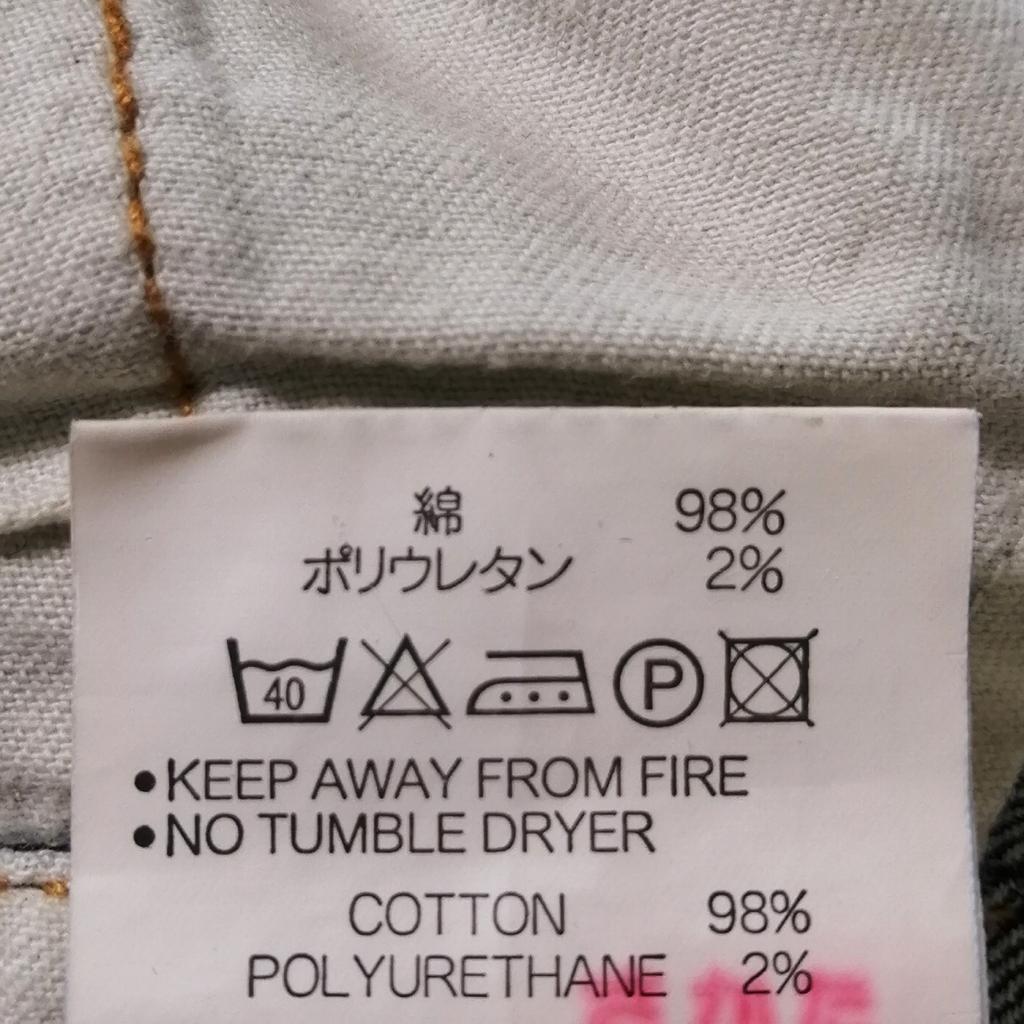 綿 98%
ポリウレタン 2%
40 P
•KEEP AWAY FROM FIRE
•NO TUMBLE DRYER
COTTON 98%
POLYURETHANE 2%